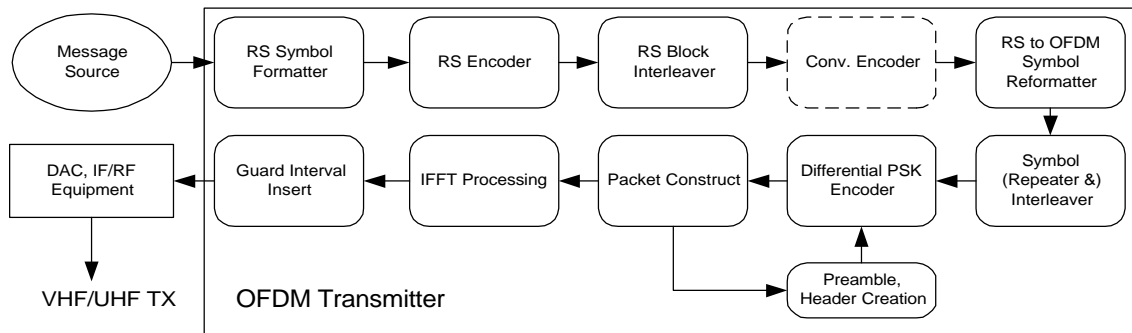 Message
Source
RS Symbol
Formatter
RS Encoder
RS Block
Interleaver
Conv. Encoder
RS to OFDM
Symbol
Reformatter
DAC, IF/RF
Equipment
Guard Interval
Insert
IFFT Processing
Packet Construct
Differential PSK
Encoder
Symbol
(Repeater &)
Interleaver
Preamble,
Header Creation
VHF/UHF TX
OFDM Transmitter